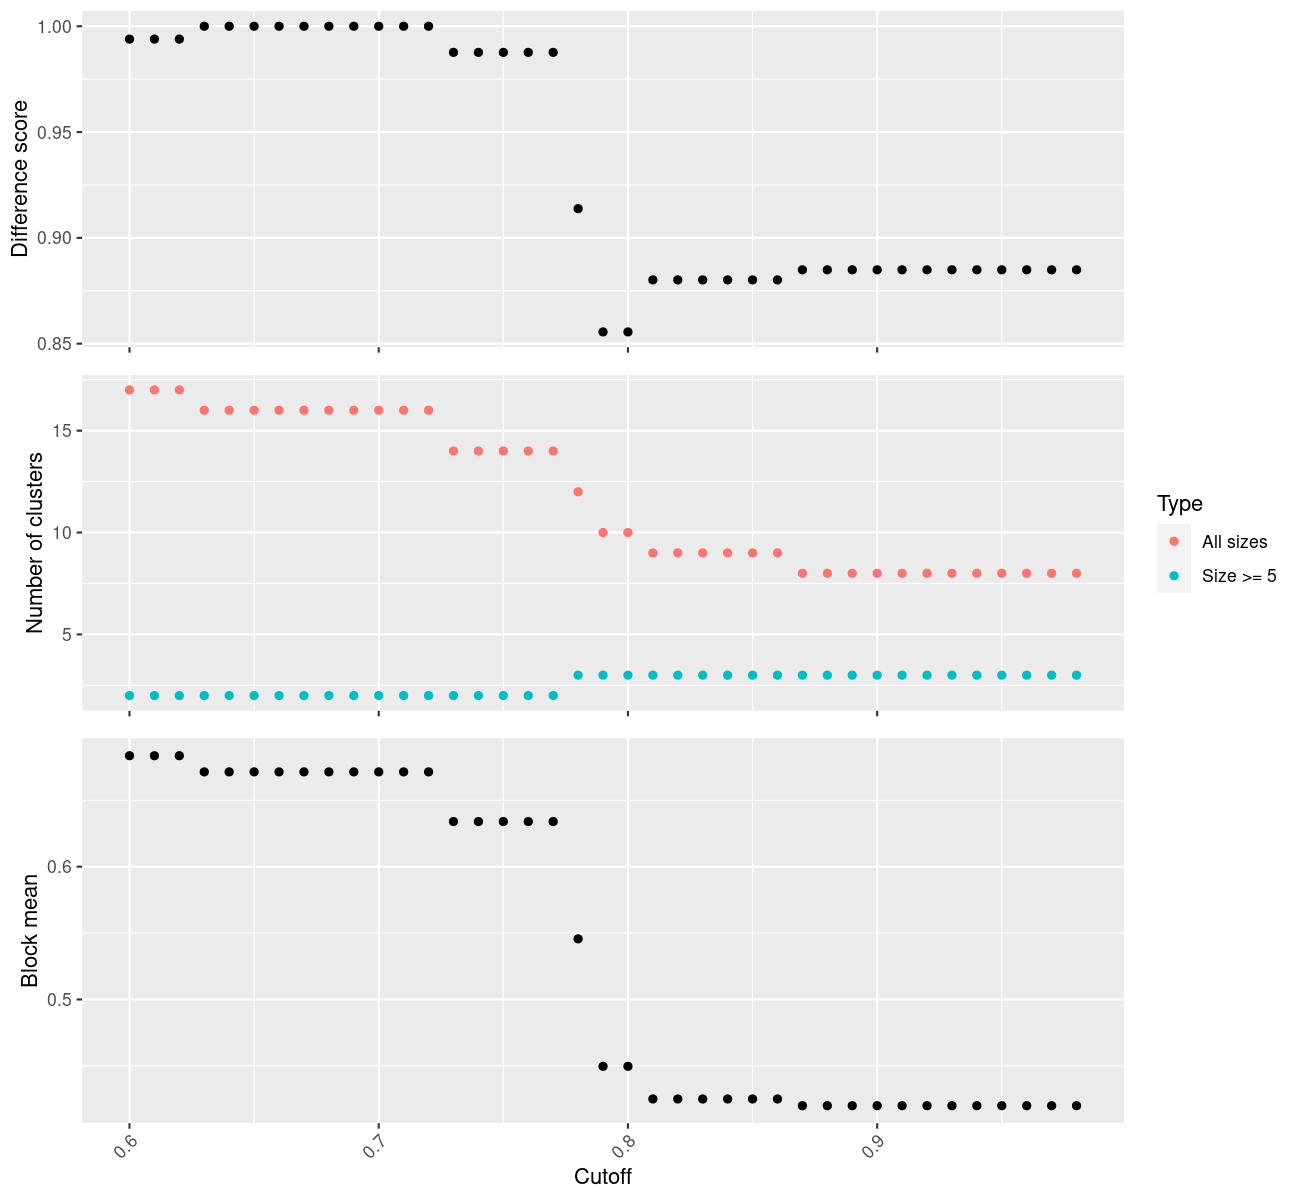 Difference score
1.00
0.95
0.90
0.85
Number of clusters
15
10
5
Type
All sizes
Size >= 5
Block mean
0.6
0.5
0.6
0.7
0.8
0.9
Cutoff